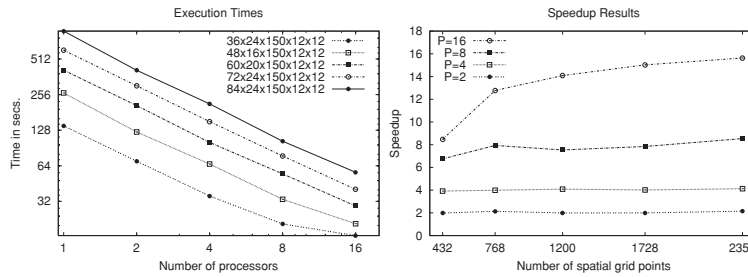 Execution Times
36x24x150x12x12
48x16x150x12x12
60x20x150x12x12
72x24x150x12x12
84x24x150x12x12
512
256
128
64
32
Time in secs.
1
2
4
8
16
Number of processors
Speedup Results
P=16
P=8
P=4
P=2
18
16
14
12
10
8
6
4
2
0
Speedup
432
768
1200
1728
235
Number of spatial grid points